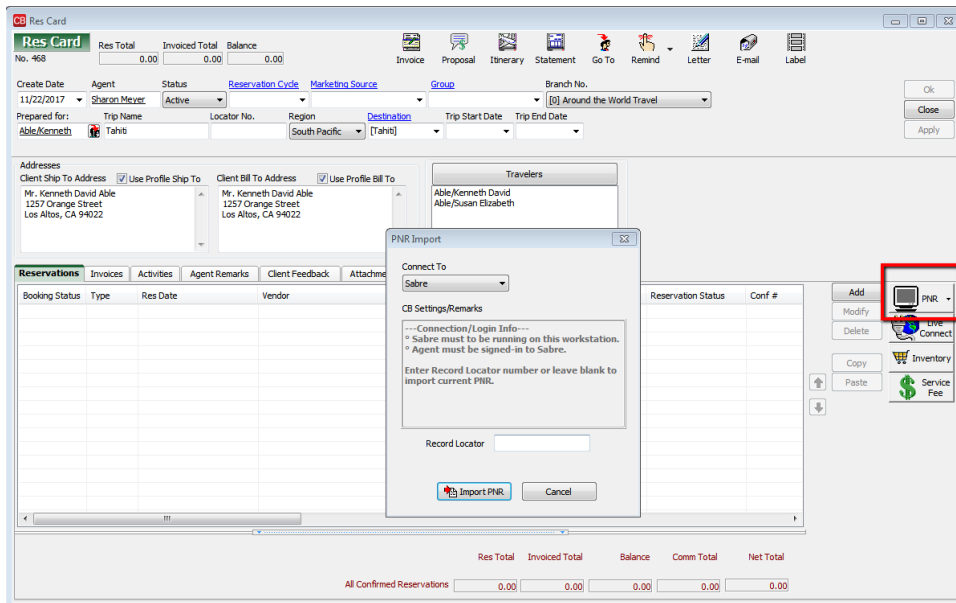 CB Res Card
Res Card
Res Total Invoiced Total Balance
No. 468 0.00 0.00 0.00
Invoice Proposal Itinerary Statement Go To Remind Letter E-mail Label
Create Date Agent Status Reservation Cycle Marketing Source Group Branch No.
11/22/2017 Sharon Meyer Active [0] Around the World Travel
Ok
Close
Apply
Prepared for: Trip Name Locator No. Region Destination Trip Start Date Trip End Date
Able/Kenneth Tahiti South Pacific [Tahiti]
Addresses
Client Ship To Address Use Profile Ship To Client Bill To Address Use Profile Bill To
Mr. Kenneth David Able
1257 Orange Street
Los Altos, CA 94022
Mr. Kenneth David Able
1257 Orange Street
Los Altos, CA 94022
Travelers
Able/Kenneth David
Able/Susan Elizabeth
PNR Import
Connect To
Sabre
CB Settings/Remarks
---Connection/Login Info---
° Sabre must to be running on this workstation.
° Agent must be signed-in to Sabre.
Enter Record Locator number or leave blank to
import current PNR.
Record Locator
Import PNR Cancel
Reservations Invoices Activities Agent Remarks Client Feedback Attachme
Booking Status Type Res Date Vendor Reservation Status Conf #
Add
Modify
Delete
Copy
Paste
PNR
Live
Connect
Inventory
Service
Fee
Res Total Invoiced Total Balance Comm Total Net Total
All Confirmed Reservations 0.00 0.00 0.00 0.00 0.00